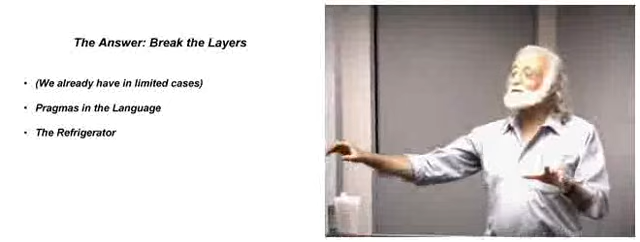 The Answer: Break the Layers
• (We already have in limited cases)
• Pragmas in the Language
• The Refrigerator